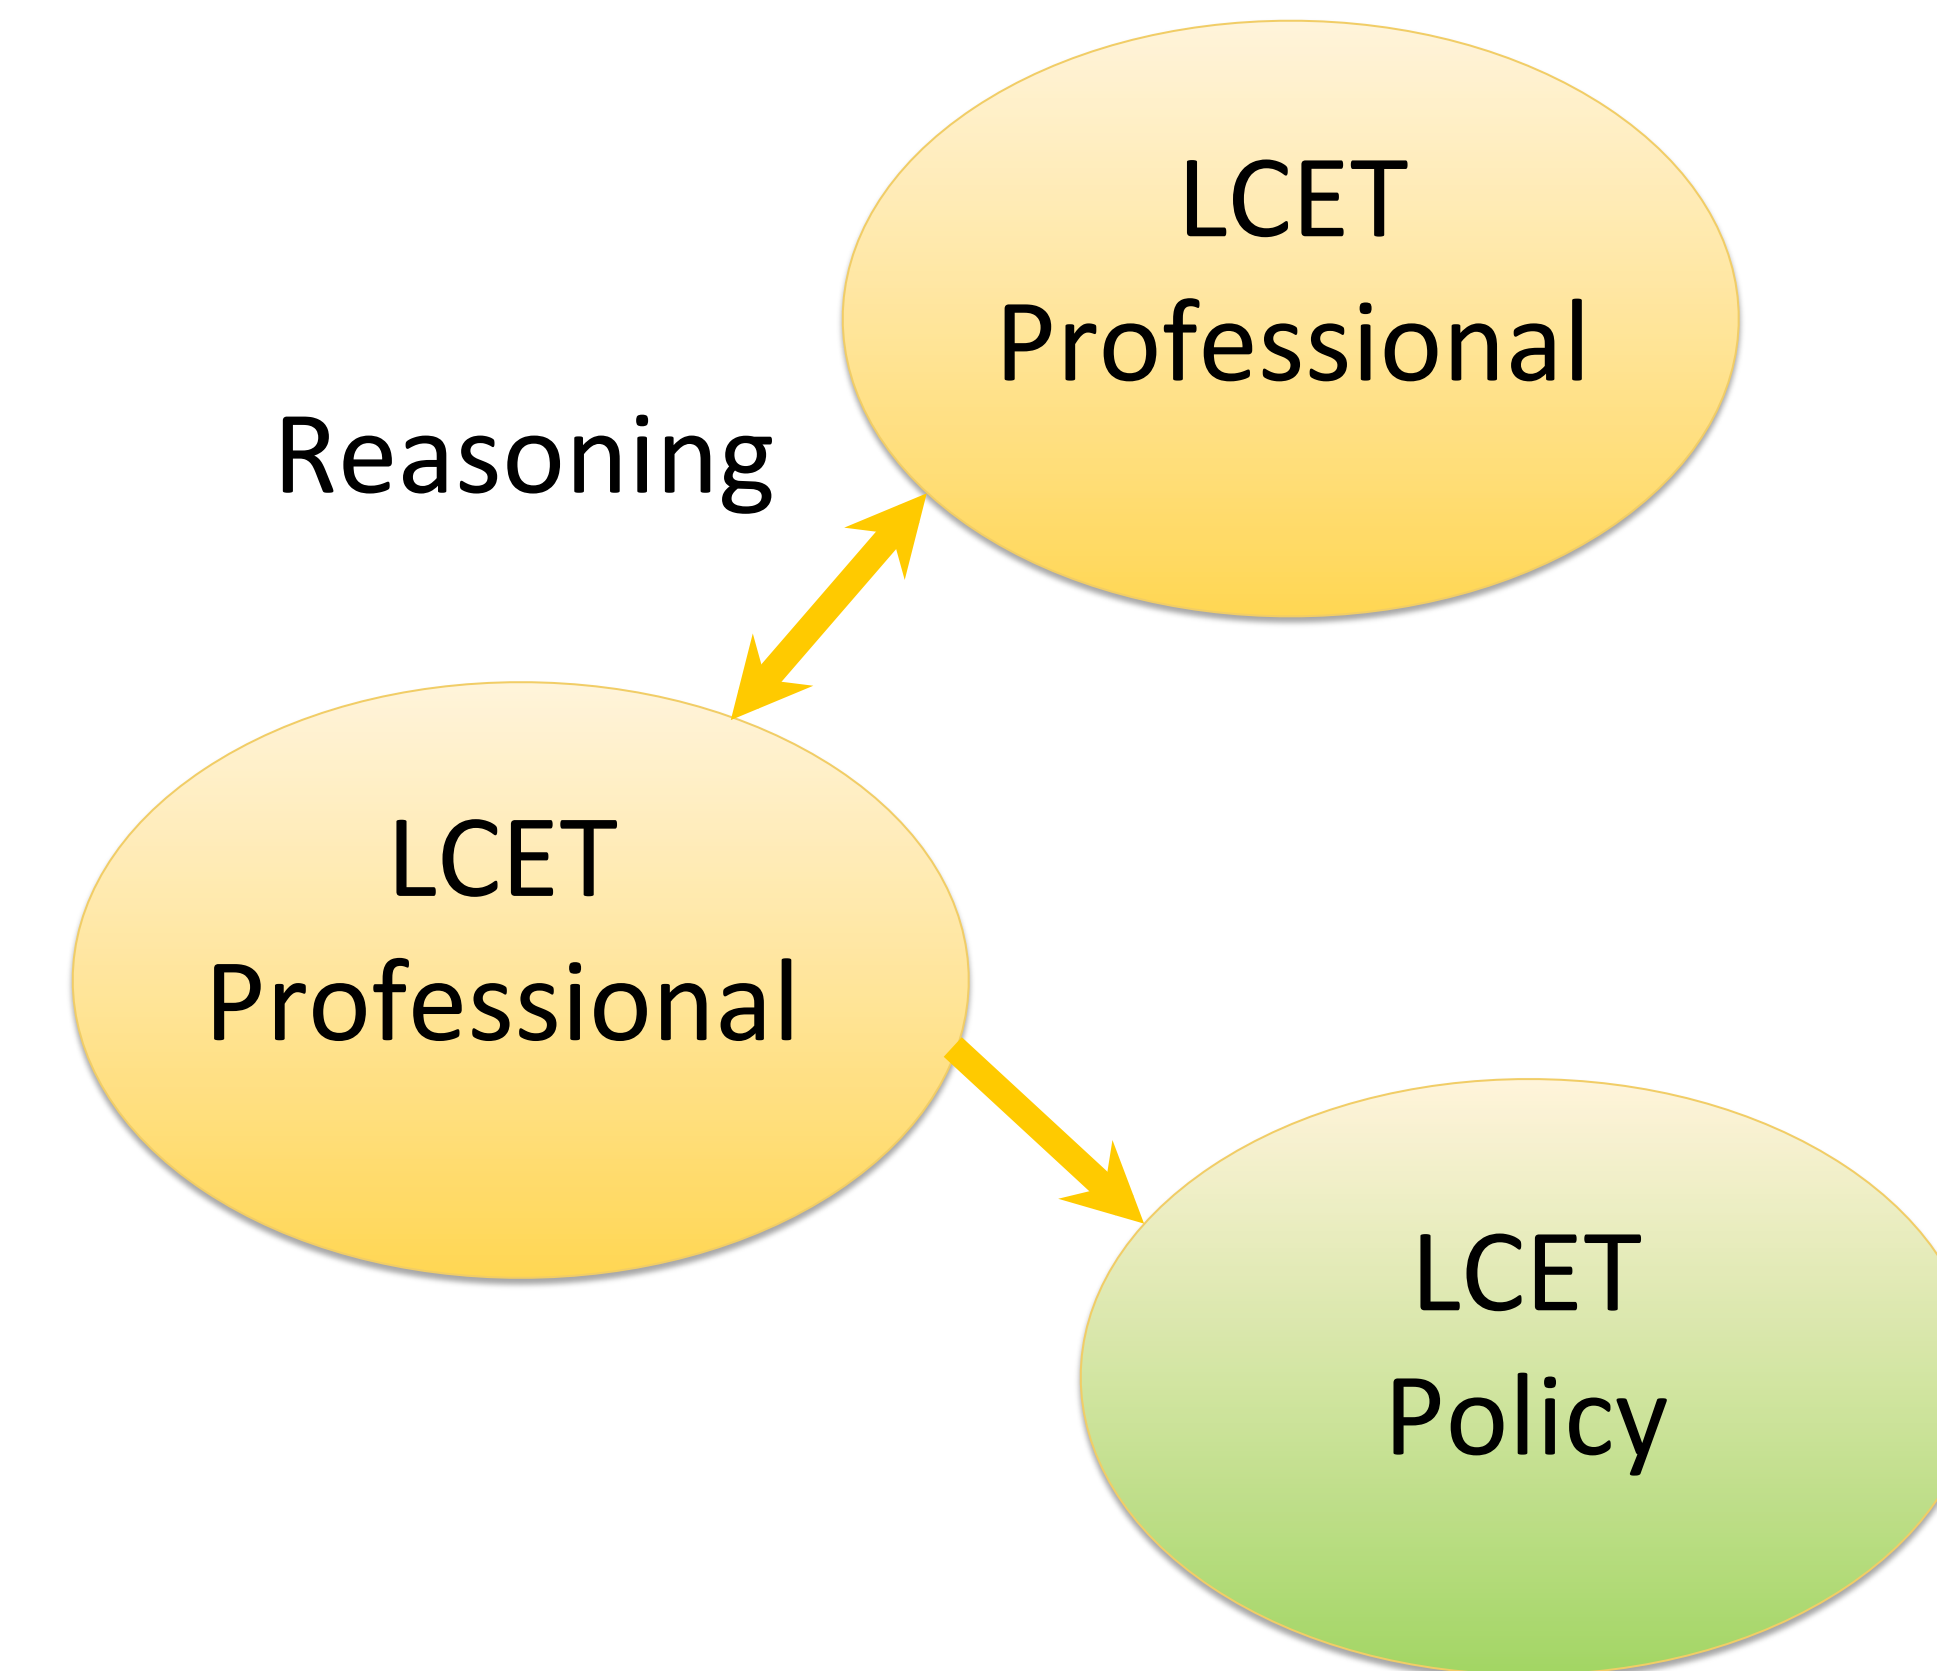 LCET
Professional
Reasoning
LCET
Professional
LCET
Policy